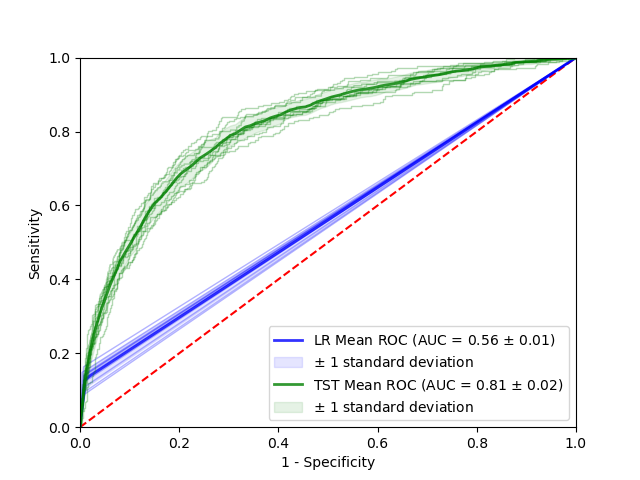 1.0
0.8
0.6
0.4
0.2
0.0
Sensitivity
LR Mean ROC (AUC = 0.56 ± 0.01)
± 1 standard deviation
TST Mean ROC (AUC = 0.81 ± 0.02)
± 1 standard deviation
0.0 0.2 0.4 0.6 0.8 1.0
1 - Specificity